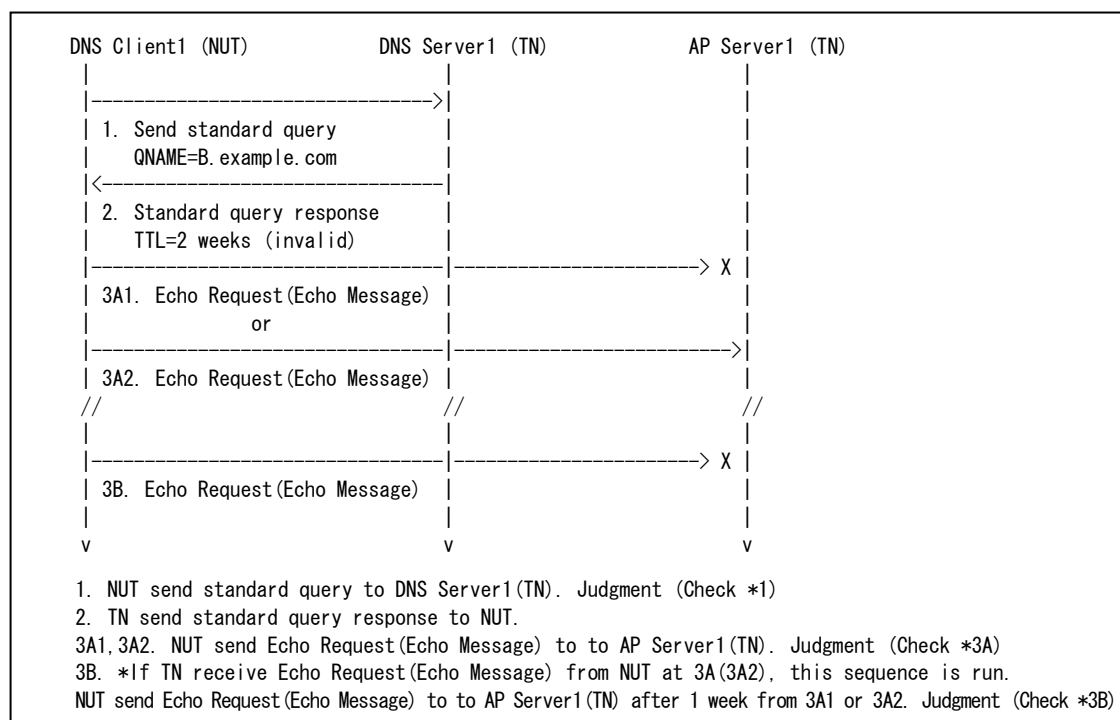 DNS Client1 (NUT) DNS Server1 (TN) AP Server1 (TN)
| | |
|-------------------------------->| |
| 1. Send standard query | |
| QNAME=B.example.com | |
|<--------------------------------| |
| 2. Standard query response | |
| TTL=2 weeks (invalid) | |
|---------------------------------|-----------------------> X |
| 3A1. Echo Request(Echo Message) | |
| or | |
|---------------------------------|-------------------------->|
| 3A2. Echo Request(Echo Message) | |
// // //
| | |
|---------------------------------|-----------------------> X |
| 3B. Echo Request(Echo Message) | |
| | |
v v v
1. NUT send standard query to DNS Server1(TN). Judgment (Check *1)
2. TN send standard query response to NUT.
3A1,3A2. NUT send Echo Request(Echo Message) to to AP Server1(TN). Judgment (Check *3A)
3B. *If TN receive Echo Request(Echo Message) from NUT at 3A(3A2), this sequence is run.
NUT send Echo Request(Echo Message) to to AP Server1(TN) after 1 week from 3A1 or 3A2. Judgment (Check *3B)